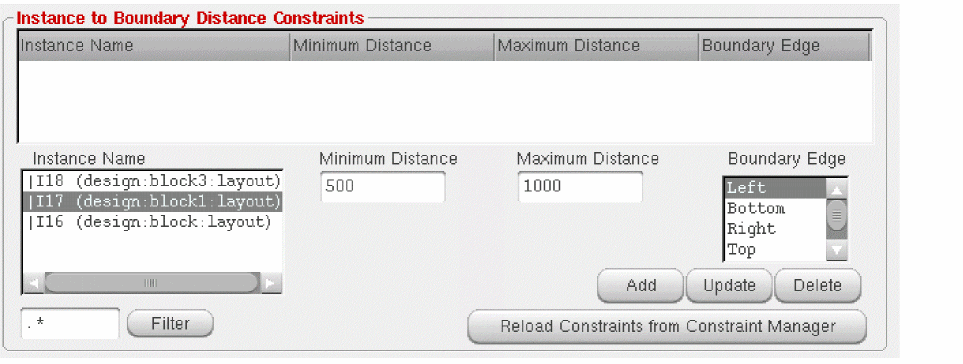 Instance to Boundary Distance Constraints
Instance Name Minimum Distance Maximum Distance Boundary Edge
Instance Name Minimum Distance Maximum Distance Boundary Edge
|I18 (design:block3:layout) 500 1000 Left
|I17 (design:block1:layout)
|I16 (design:block:layout) Bottom
Right
Top
Add Update Delete
.* Filter Reload Constraints from Constraint Manager